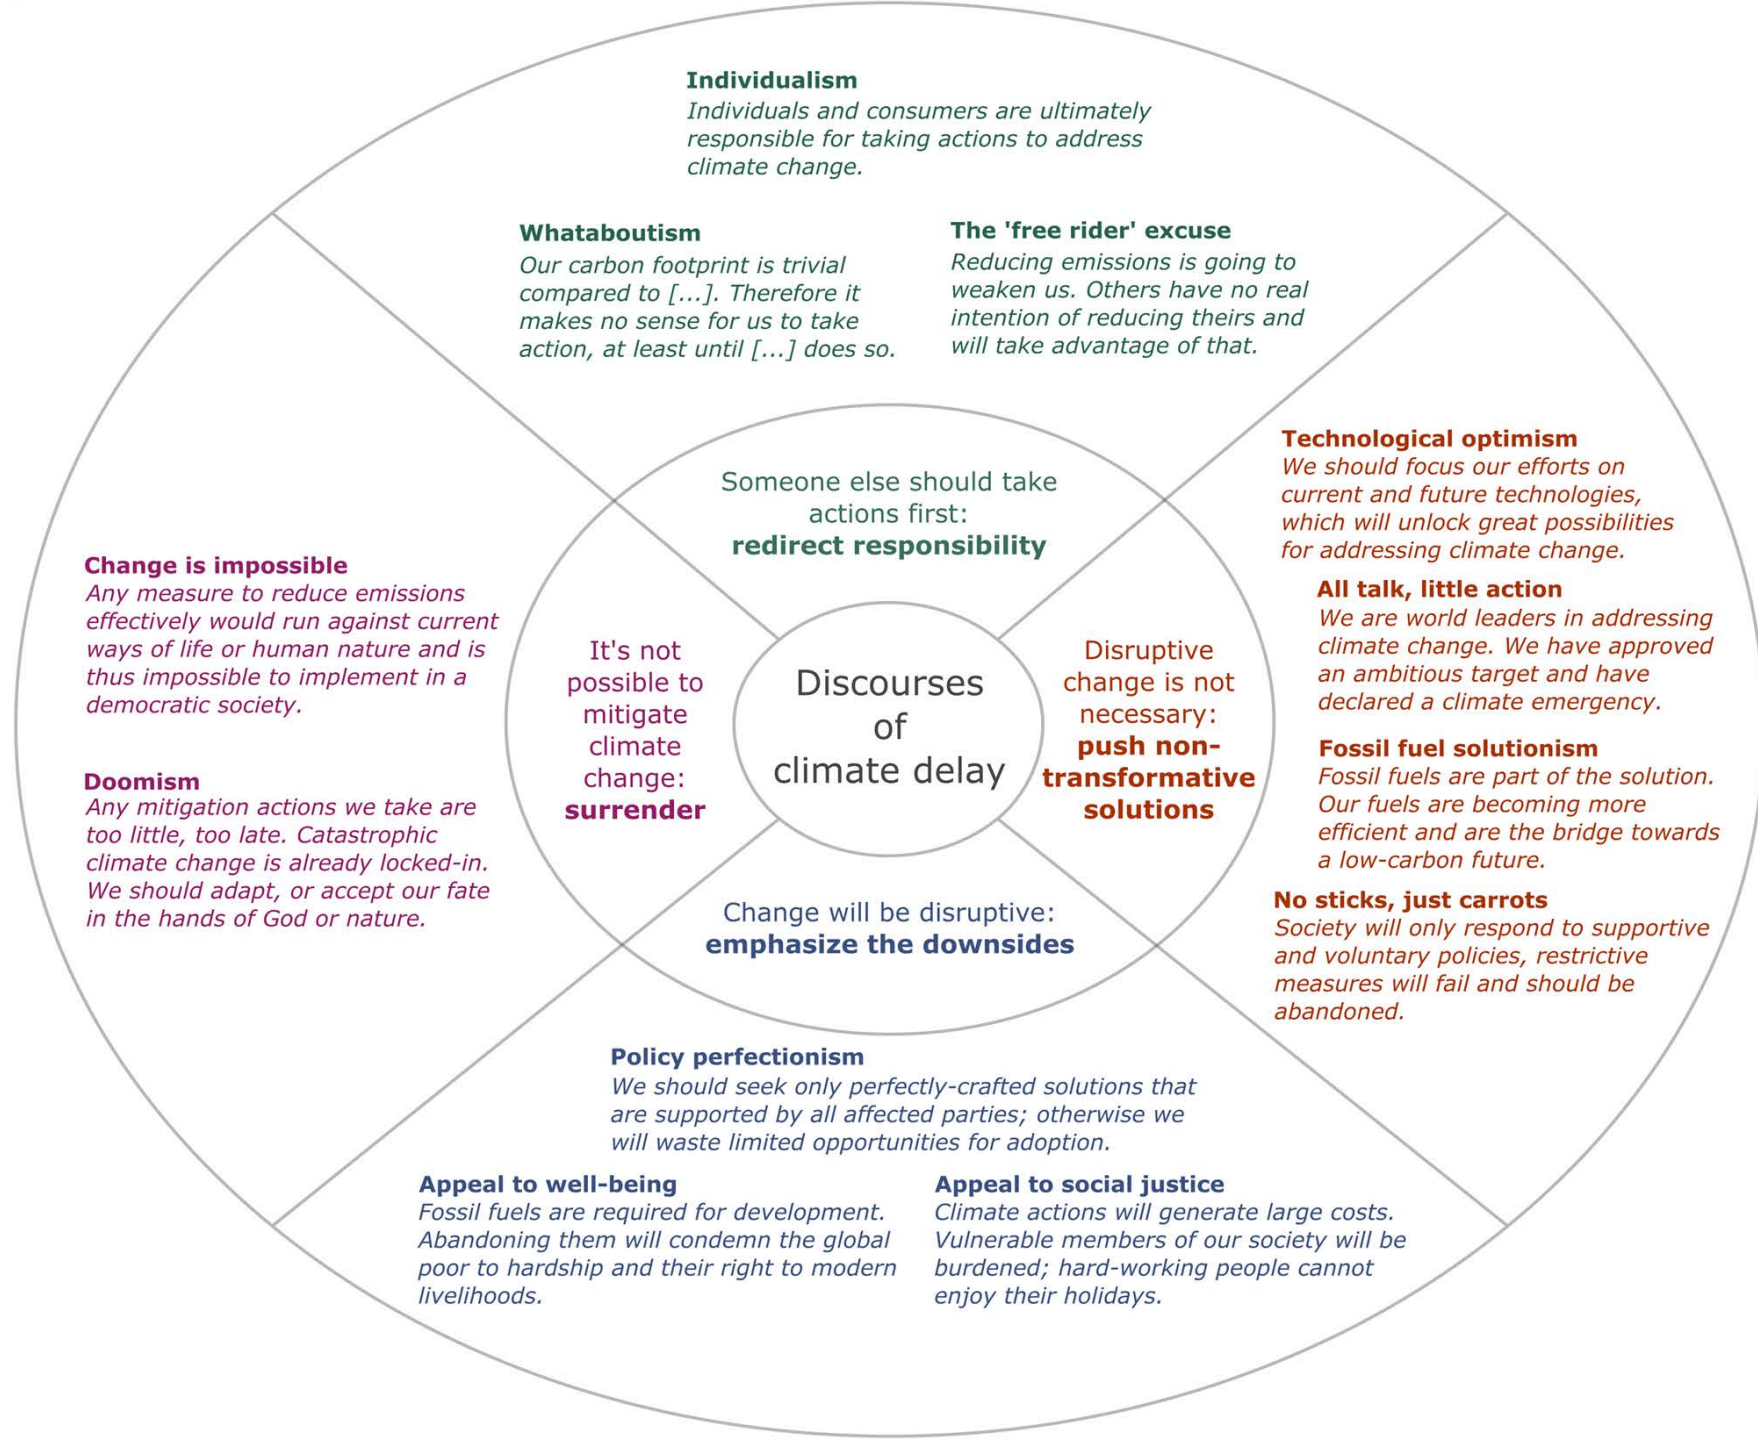 Individualism
Individuals and consumers are ultimately
responsible for taking actions to address
climate change.
Whataboutism
Our carbon footprint is trivial
compared to [...]. Therefore it
makes no sense for us to take
action, at least until [...] does so.
The 'free rider' excuse
Reducing emissions is going to
weaken us. Others have no real
intention of reducing theirs and
will take advantage of that.
Someone else should take
actions first:
redirect responsibility
Technological optimism
We should focus our efforts on
current and future technologies,
which will unlock great possibilities
for addressing climate change.
All talk, little action
We are world leaders in addressing
climate change. We have approved
an ambitious target and have
declared a climate emergency.
Fossil fuel solutionism
Fossil fuels are part of the solution.
Our fuels are becoming more
efficient and are the bridge towards
a low-carbon future.
No sticks, just carrots
Society will only respond to supportive
and voluntary policies, restrictive
measures will fail and should be
abandoned.
Disruptive
change is not
necessary:
push non-
transformative
solutions
Discourses
of
climate delay
It's not
possible to
mitigate
climate
change:
surrender
Change is impossible
Any measure to reduce emissions
effectively would run against current
ways of life or human nature and is
thus impossible to implement in a
democratic society.
Doomism
Any mitigation actions we take are
too little, too late. Catastrophic
climate change is already locked-in.
We should adapt, or accept our fate
in the hands of God or nature.
Change will be disruptive:
emphasize the downsides
Policy perfectionism
We should seek only perfectly-crafted solutions that
are supported by all affected parties; otherwise we
will waste limited opportunities for adoption.
Appeal to well-being
Fossil fuels are required for development.
Abandoning them will condemn the global
poor to hardship and their right to modern
livelihoods.
Appeal to social justice
Climate actions will generate large costs.
Vulnerable members of our society will be
burdened; hard-working people cannot
enjoy their holidays.